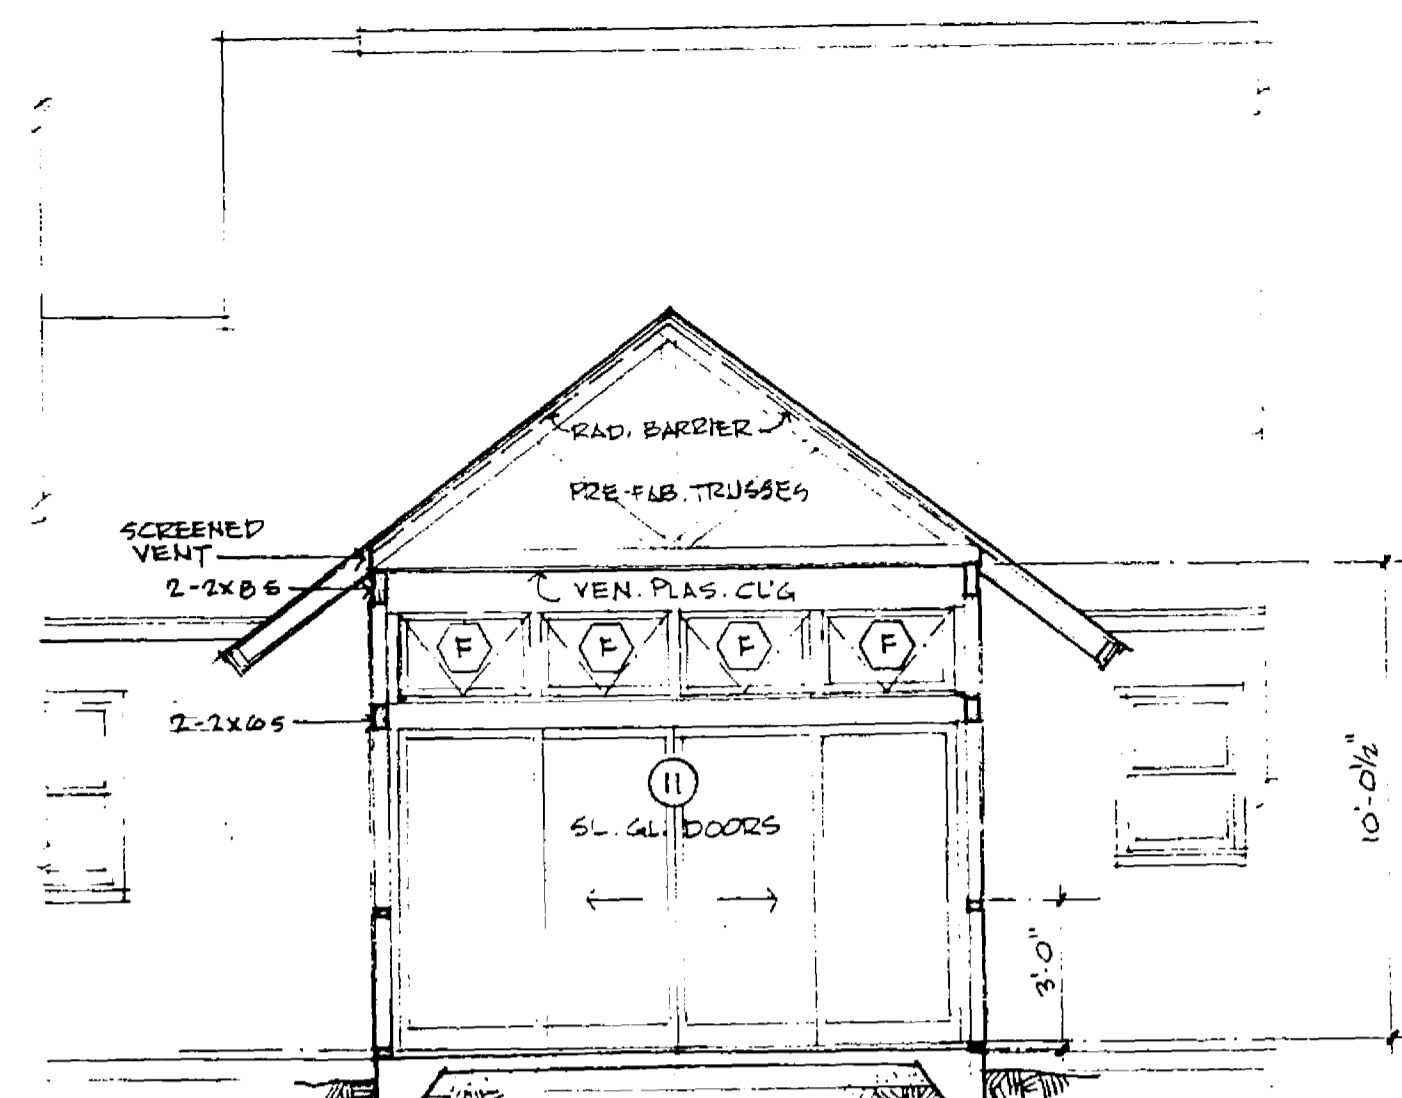 RAD. BARRIER
PRE-FAB. TRUSSES
SCREENED
VENT
2-2x8s
VEN. PLAS. CL'G
F F F F
2-2x6s
11
SL. GL. DOORS
10'-0½"
3'-0"